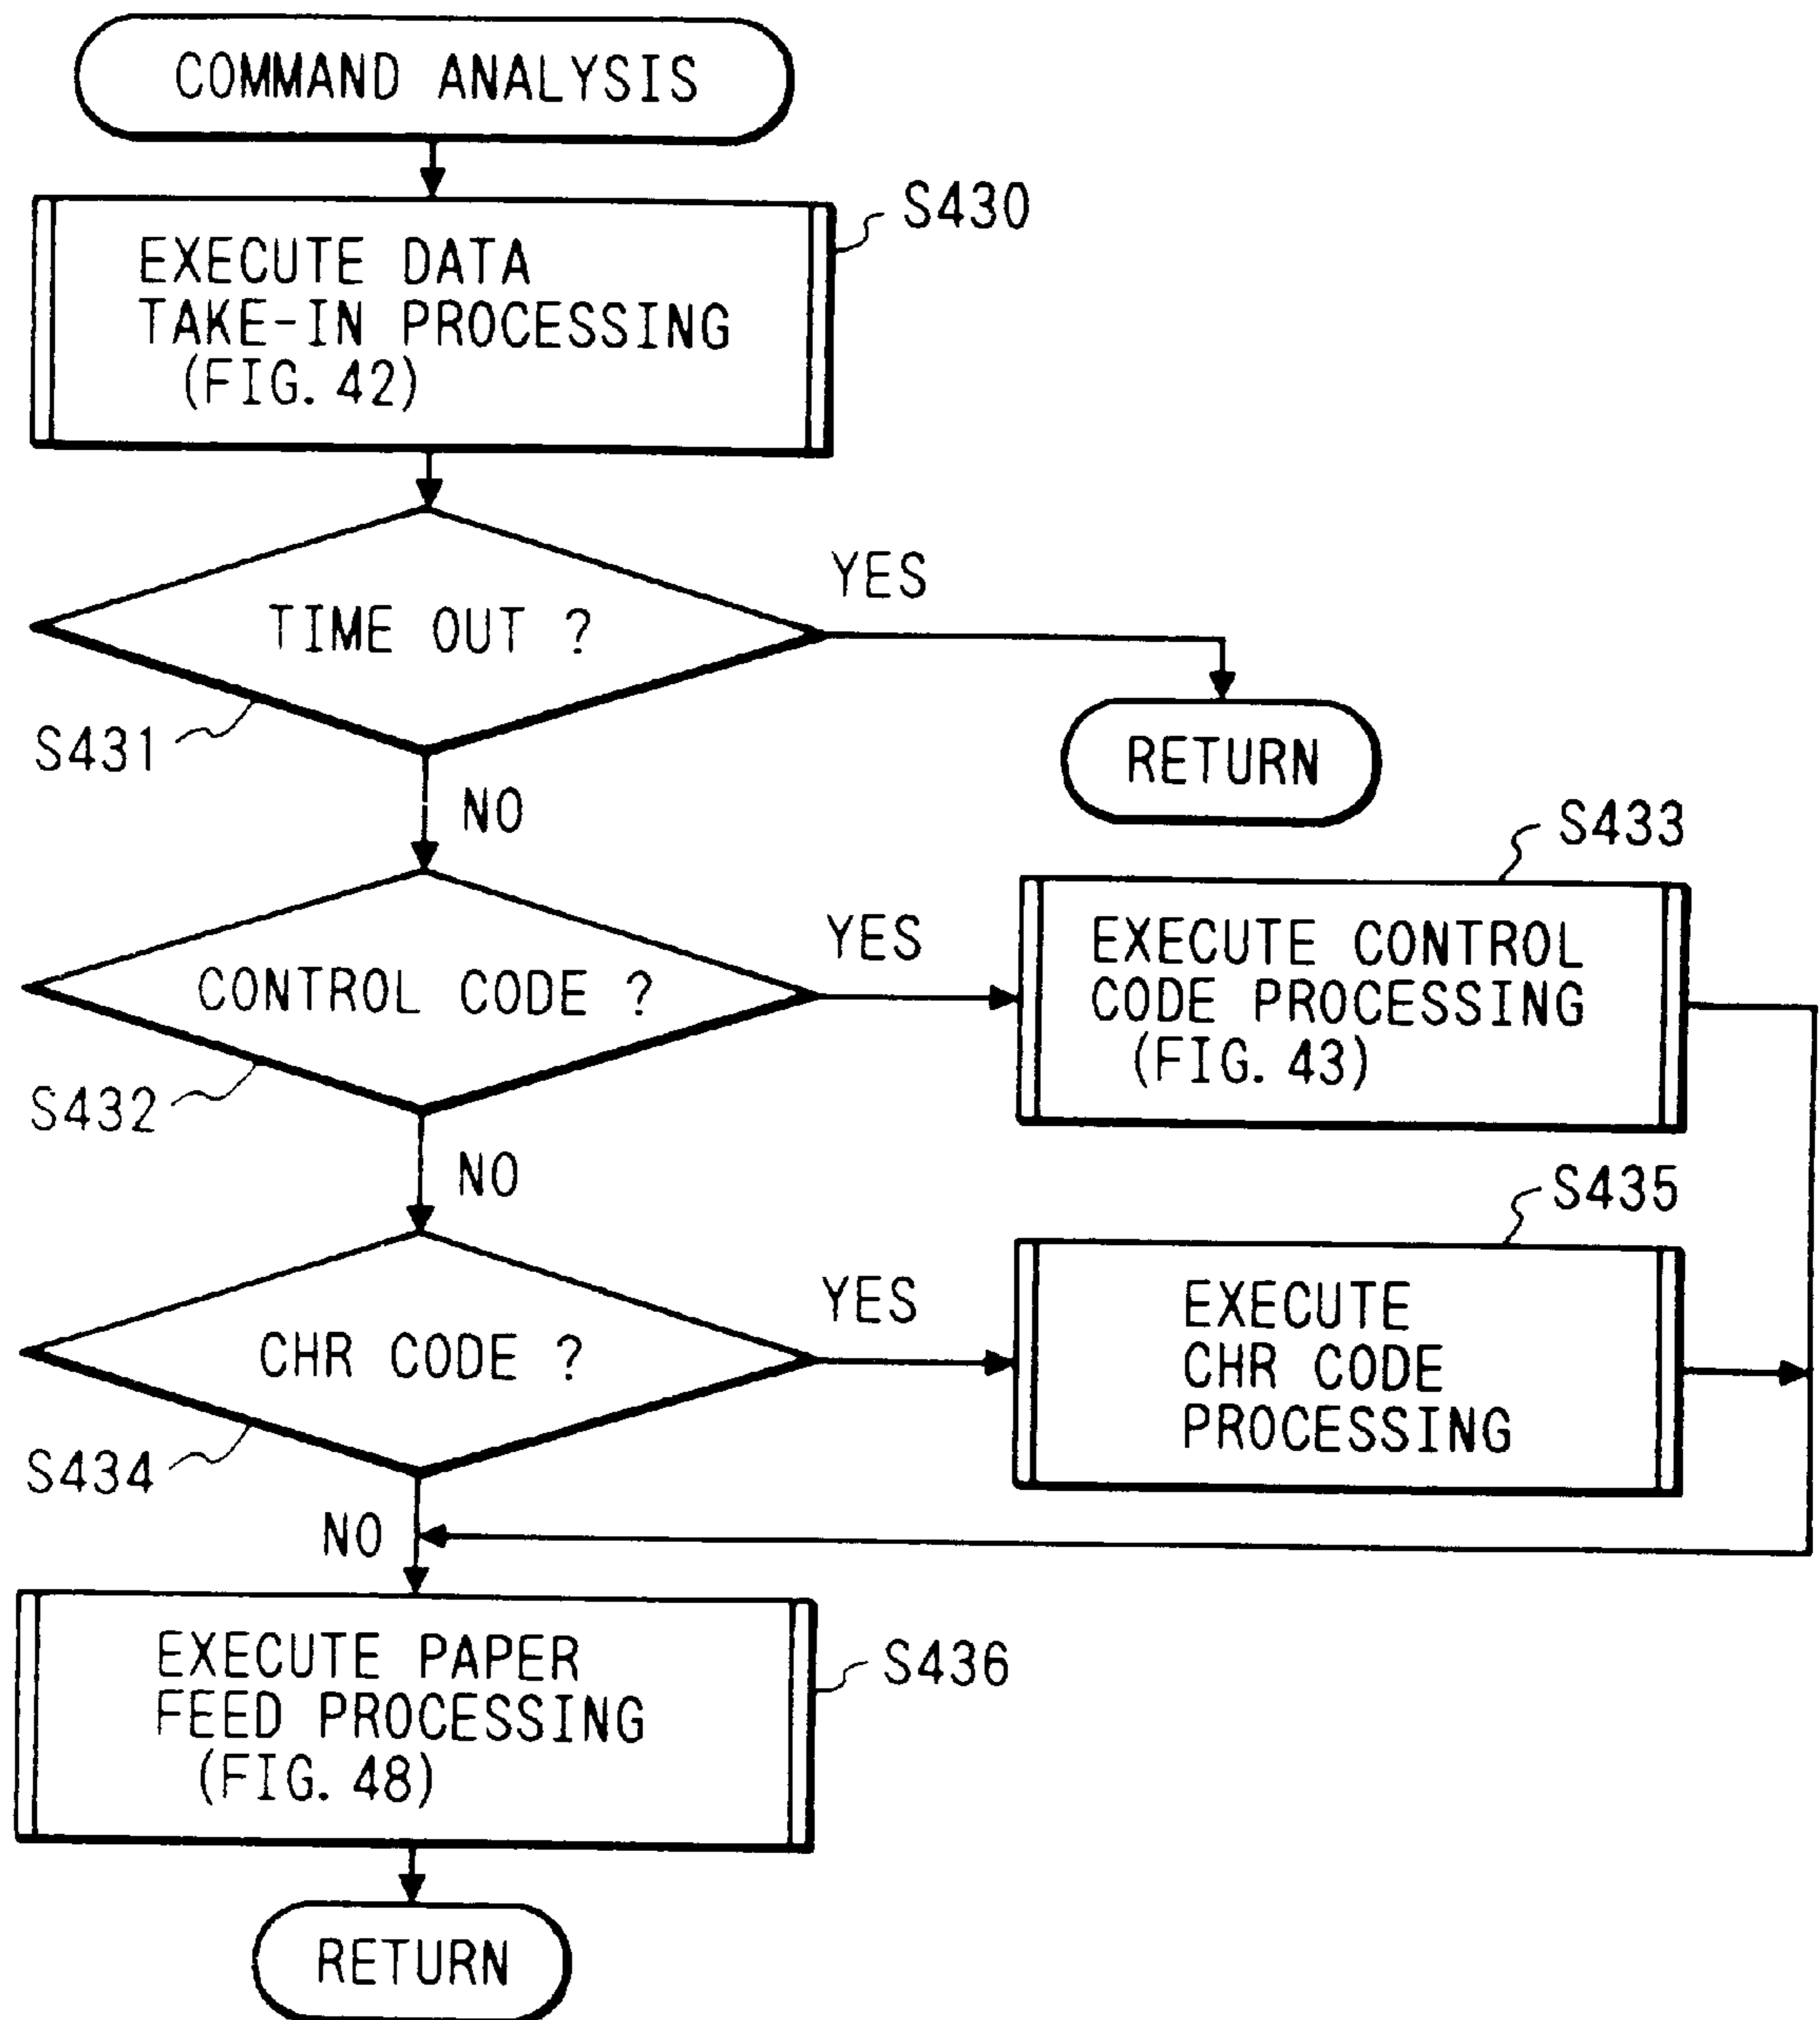 COMMAND ANALYSIS
S430
EXECUTE DATA
TAKE-IN PROCESSING
(FIG. 42)
YES
TIME OUT ?
S431
RETURN
NO
S433
YES
EXECUTE CONTROL
CODE PROCESSING
(FIG. 43)
CONTROL CODE ?
S432
NO
S435
YES
EXECUTE
CHR CODE
PROCESSING
CHR CODE ?
S434
NO
EXECUTE PAPER
FEED PROCESSING
(FIG. 48)
S436
RETURN